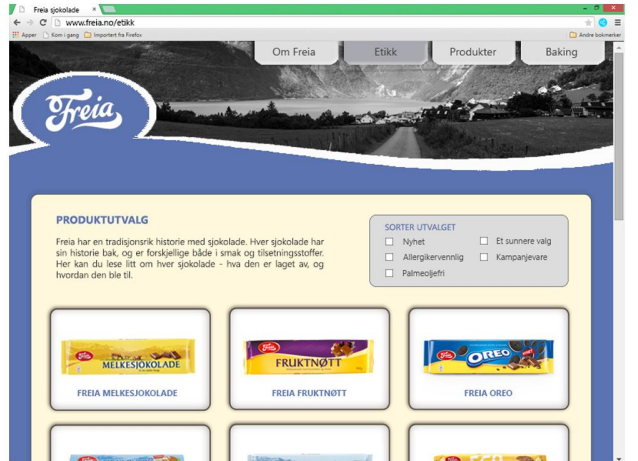 Freia sjokolade
www.freia.no/etikk
Apper
Kom i gang
Importert fra Firefox
Andre bokmerker
Om Freia
Etikk
Produkter
Baking
Freia
PRODUKTUTVALG
Freia har en tradisjonsrik historie med sjokolade. Hver sjokolade har
sin historie bak, og er forskjellige både i smak og tilsetningsstoffer.
Her kan du lese litt om hver sjokolade - hva den er laget av, og
hvordan den ble til.
SORTER UTVALGET
Nyhet
Et sunnere valg
Allergikervennlig
Kampanjevare
Palmeoljefri
MELKESJOKOLADE
FREIA MELKESJOKOLADE
FRUKTNØTT
FREIA FRUKTNØTT
OREO
FREIA OREO